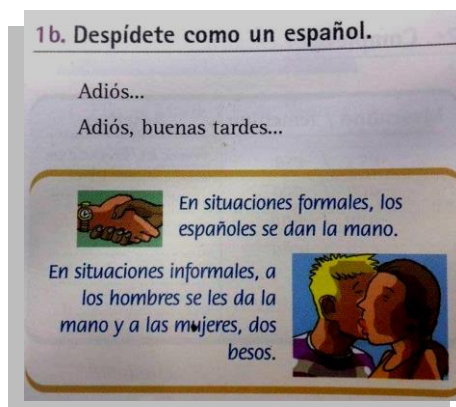 1b. Despídete como un español.
Adiós...
Adiós, buenas tardes...
En situaciones formales, los
españoles se dan la mano.
En situaciones informales, a
los hombres se les da la
mano y a las mujeres, dos
besos.